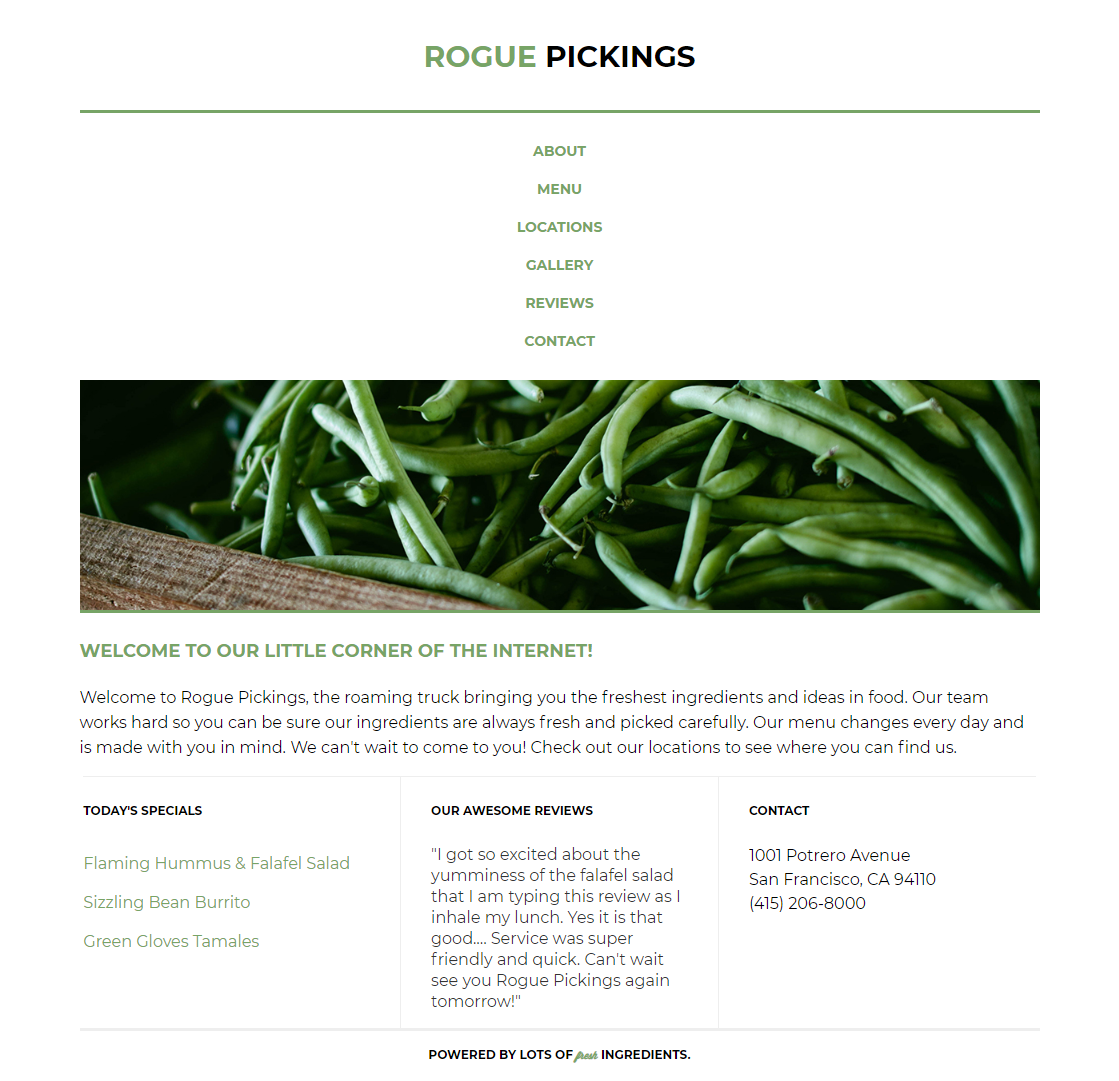 ROGUE PICKINGS
ABOUT
MENU
LOCATIONS
GALLERY
REVIEWS
CONTACT
WELCOME TO OUR LITTLE CORNER OF THE INTERNET!
Welcome to Rogue Pickings, the roaming truck bringing you the freshest ingredients and ideas in food. Our team
works hard so you can be sure our ingredients are always fresh and picked carefully. Our menu changes every day and
is made with you in mind. We can't wait to come to you! Check out our locations to see where you can find us.
TODAY'S SPECIALS
Flaming Hummus & Falafel Salad
Sizzling Bean Burrito
Green Gloves Tamales
OUR AWESOME REVIEWS
"I got so excited about the
yumminess of the falafel salad
that I am typing this review as I
inhale my lunch. Yes it is that
good.... Service was super
friendly and quick. Can't wait
see you Rogue Pickings again
tomorrow!"
CONTACT
1001 Potrero Avenue
San Francisco, CA 94110
(415) 206-8000
POWERED BY LOTS OF fresh INGREDIENTS.